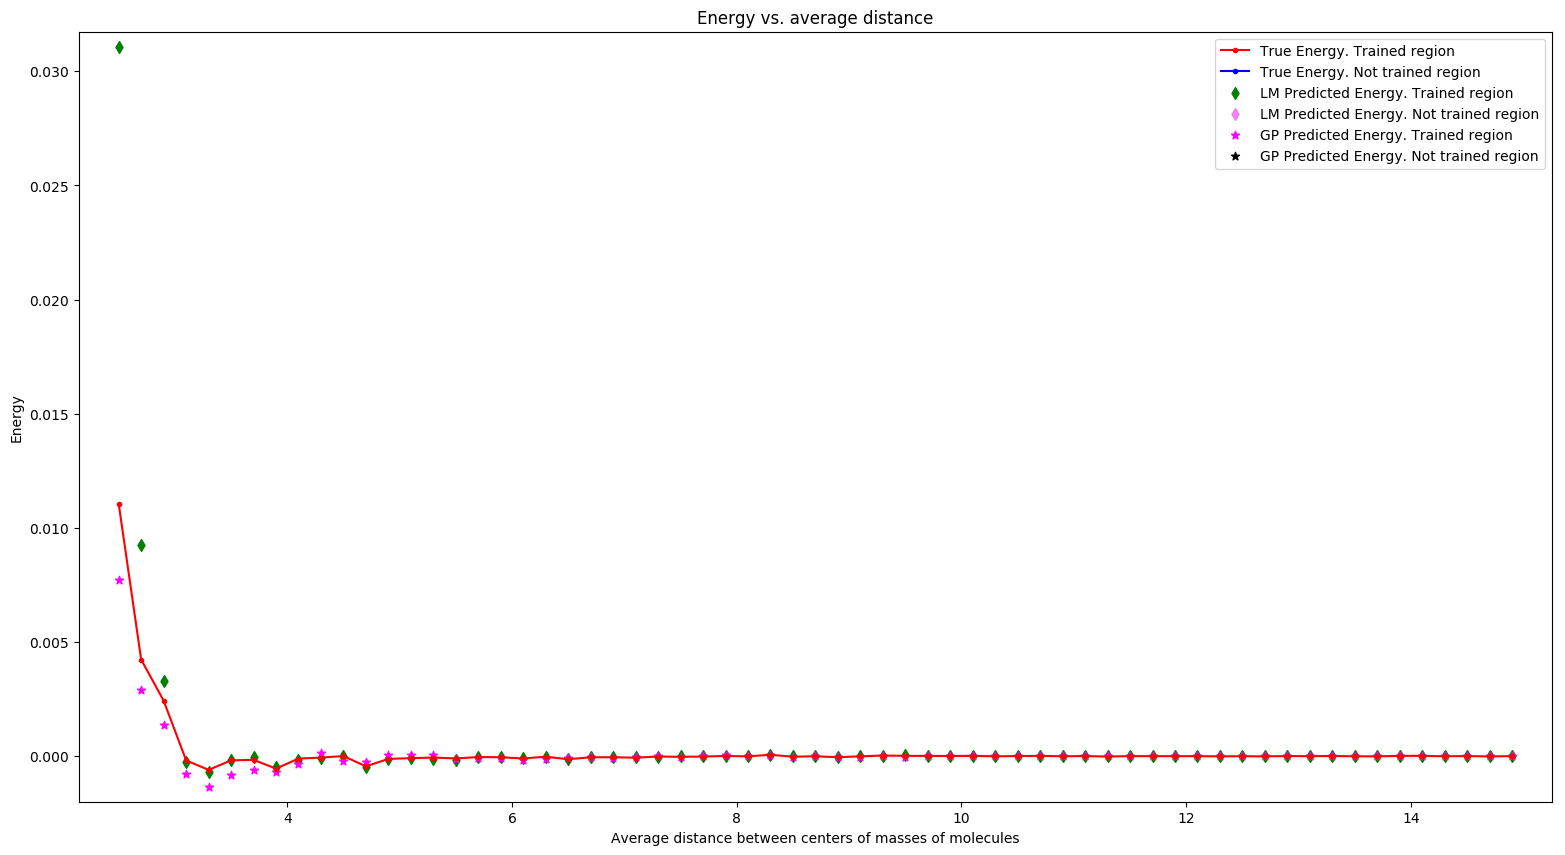 Energy vs. average distance
True Energy. Trained region
True Energy. Not trained region
LM Predicted Energy. Trained region
LM Predicted Energy. Not trained region
GP Predicted Energy. Trained region
GP Predicted Energy. Not trained region
Energy
0.030
0.025
0.020
0.015
0.010
0.005
0.000
4 6 8 10 12 14
Average distance between centers of masses of molecules